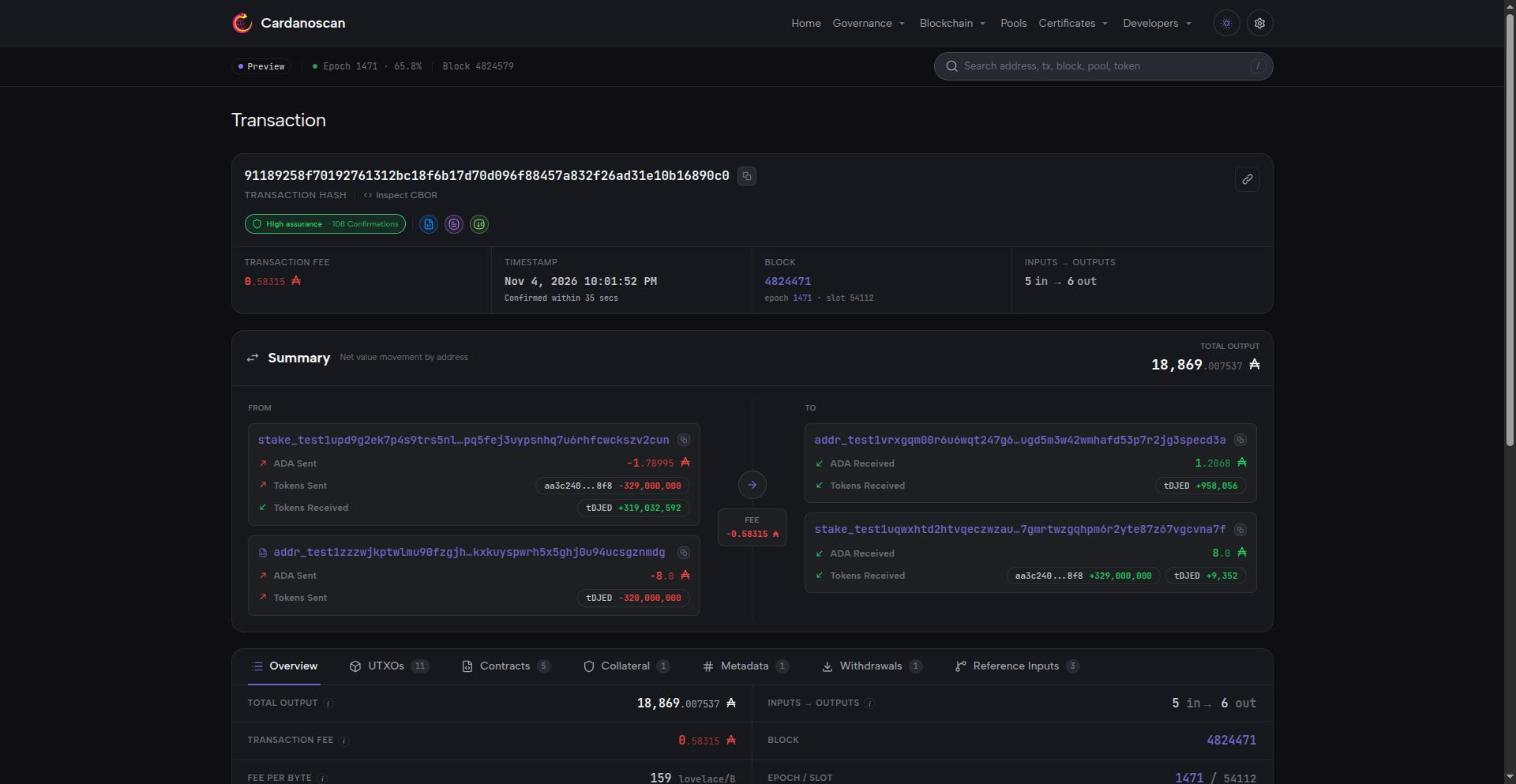 Cardanoscan
Home Governance Blockchain Pools Certificates Developers
Preview Epoch 1471 · 65.8% Block 4824579
Search address, tx, block, pool, token /
Transaction
91189258f70192761312bc18f6b17d70d096f88457a832f26ad31e10b16890c0
TRANSACTION HASH <> Inspect CBOR
High assurance · 108 Confirmations
TRANSACTION FEE
0.58315 ₳
TIMESTAMP
Nov 4, 2026 10:01:52 PM
Confirmed within 35 secs
BLOCK
4824471
epoch 1471 · slot 54112
INPUTS → OUTPUTS
5 in → 6 out
Summary Net value movement by address
TOTAL OUTPUT
18,869.007537 ₳
FROM
stake_test1upd9g2ek7p4s9trs5nl…pq5fej3uypsnhq7u6rhfcwckszv2cun
ADA Sent -1.78995 ₳
Tokens Sent aa3c240...8f8 -329,000,000
Tokens Received tDJED +319,032,592
addr_test1zzzwjkptwlmu90fzgjh…kxkuyspwrh5x5ghj0u94ucsgznmdg
ADA Sent -8.0 ₳
Tokens Sent tDJED -320,000,000
FEE
-0.58315 ₳
TO
addr_test1vrxgqm00r6u6wqt247g6…ugd5m3w42wmhafd53p7r2jg3specd3a
ADA Received 1.2068 ₳
Tokens Received tDJED +958,056
stake_test1uqwxhtd2htvqeczwzau…7gmrtwzgqhpm6r2yte87z67vgcvna7f
ADA Received 8.0 ₳
Tokens Received aa3c240...8f8 +329,000,000 tDJED +9,352
Overview UTXOs 11 Contracts 5 Collateral 1 Metadata 1 Withdrawals 1 Reference Inputs 3
TOTAL OUTPUT i 18,869.007537 ₳
INPUTS → OUTPUTS i 5 in → 6 out
TRANSACTION FEE i 0.58315 ₳
BLOCK 4824471
FEE PER BYTE i 159 lovelace/B
EPOCH / SLOT 1471 / 54112